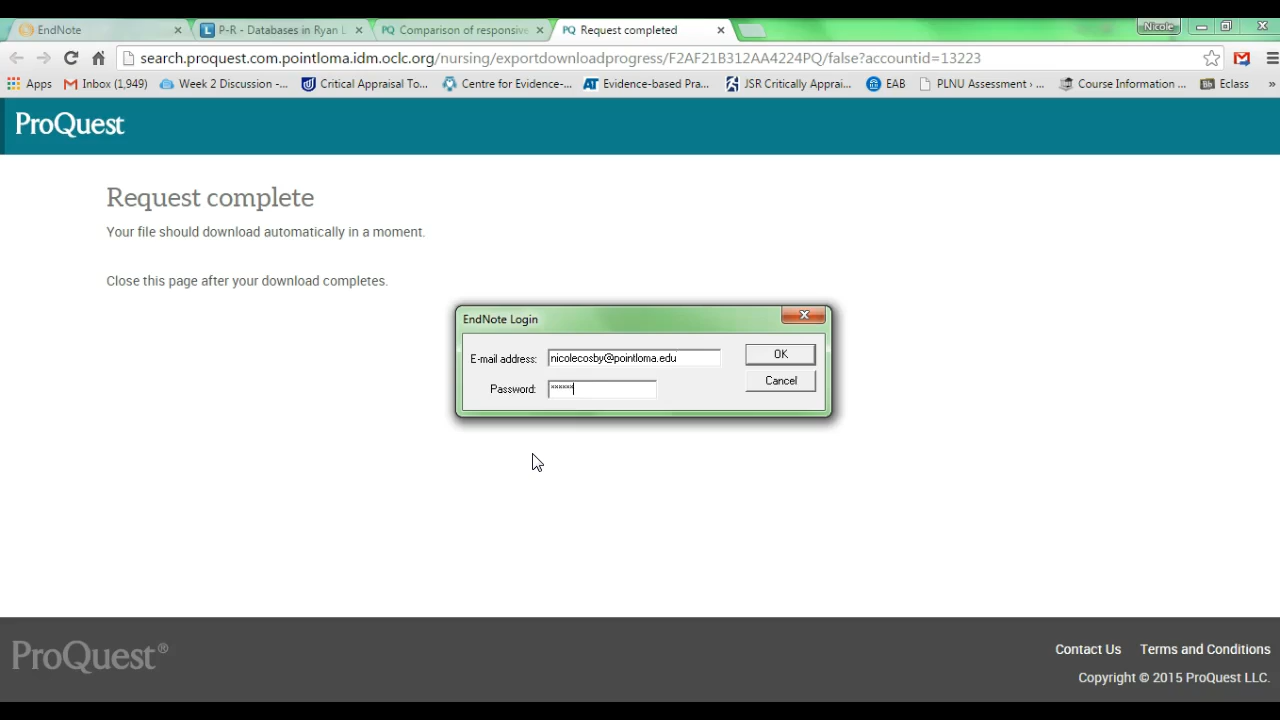 EndNote
P-R - Databases in Ryan L
PQ Comparison of responsive
PQ Request completed
Nicole
search.proquest.com.pointloma.idm.oclc.org/nursing/exportdownloadprogress/F2AF21B312AA4224PQ/false?accountid=13223
Apps
Inbox (1,949)
Week 2 Discussion -...
Critical Appraisal To...
Centre for Evidence-...
AT Evidence-based Pra...
JSR Critically Apprai...
EAB
PLNU Assessment ›...
Course Information ...
Bb Eclass
»
ProQuest
Request complete
Your file should download automatically in a moment.
Close this page after your download completes.
EndNote Login
E-mail address: nicolecosby@pointloma.edu
OK
Password: ******
Cancel
ProQuest®
Contact Us Terms and Conditions
Copyright © 2015 ProQuest LLC.